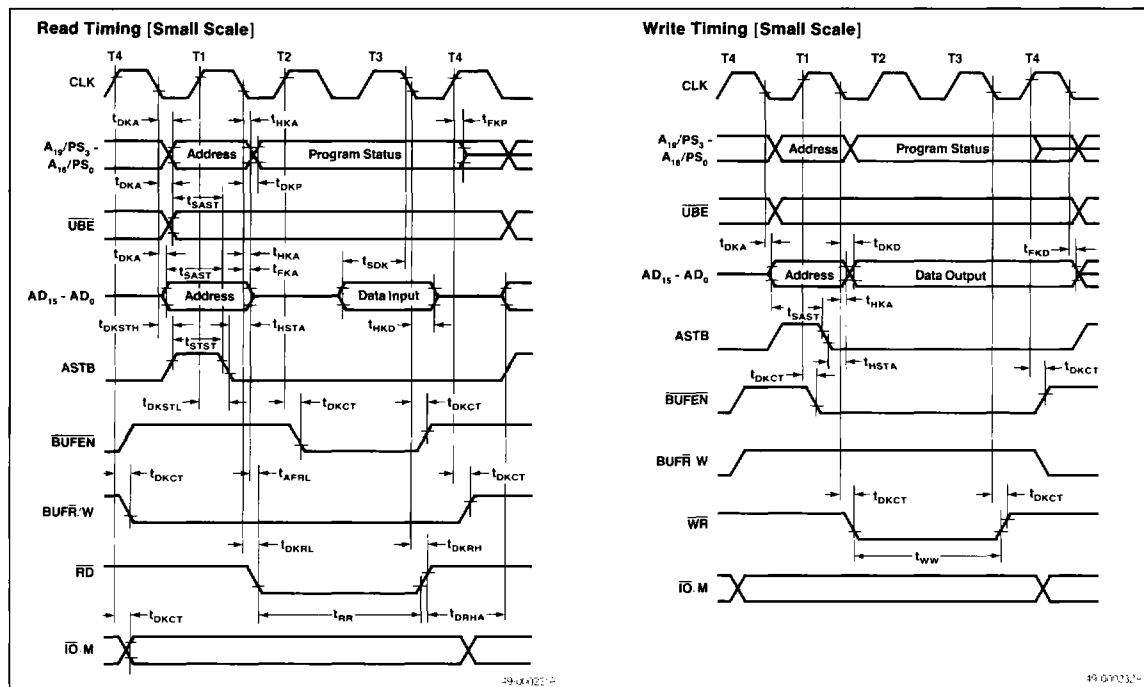 Read Timing [Small Scale]
T4 T1 T2 T3 T4
CLK
tDKA tHKA tFKP
A19/PS3 -
A16/PS0
Address Program Status
tDKA tDKP
tSAST
UBE
tDKA tHKA
tSAST tFKA tSDK
AD15 - AD0 Address Data Input
tDKSTH tHSTA tHKD
tSTST
ASTB
tDKSTL tDKCT tDKCT
BUFEN
tDKCT tAFRL tDKCT
BUFR/W
tDKRL tDKRH
RD
tDKCT tRR tDRHA
IO·M
Write Timing [Small Scale]
T4 T1 T2 T3 T4
CLK
A19/PS3 -
A16/PS0
Address Program Status
UBE
tDKA tDKD tFKD
AD15 - AD0 Address Data Output
tHKA
tSAST
ASTB
tHSTA
tDKCT tDKCT
BUFEN
BUFR W
tDKCT tDKCT
WR
tWW
IO·M